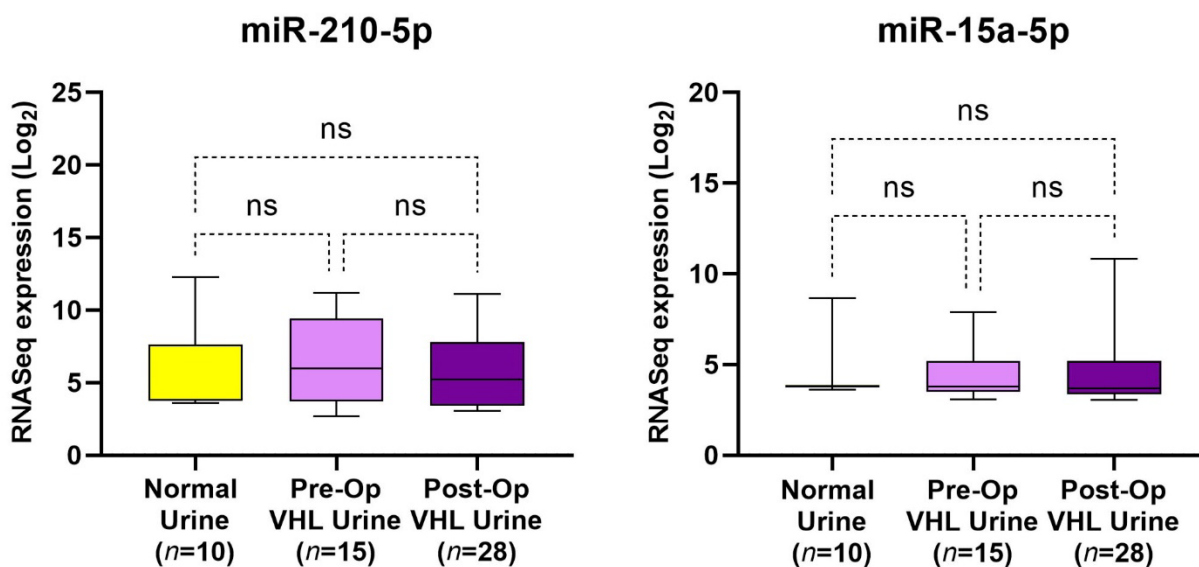 miR-210-5p
RNASeq expression (Log₂)
25
20
15
10
5
0
ns
ns
ns
Normal
Urine
(n=10)
Pre-Op
VHL Urine
(n=15)
Post-Op
VHL Urine
(n=28)
miR-15a-5p
RNASeq expression (Log₂)
20
15
10
5
0
ns
ns
ns
Normal
Urine
(n=10)
Pre-Op
VHL Urine
(n=15)
Post-Op
VHL Urine
(n=28)